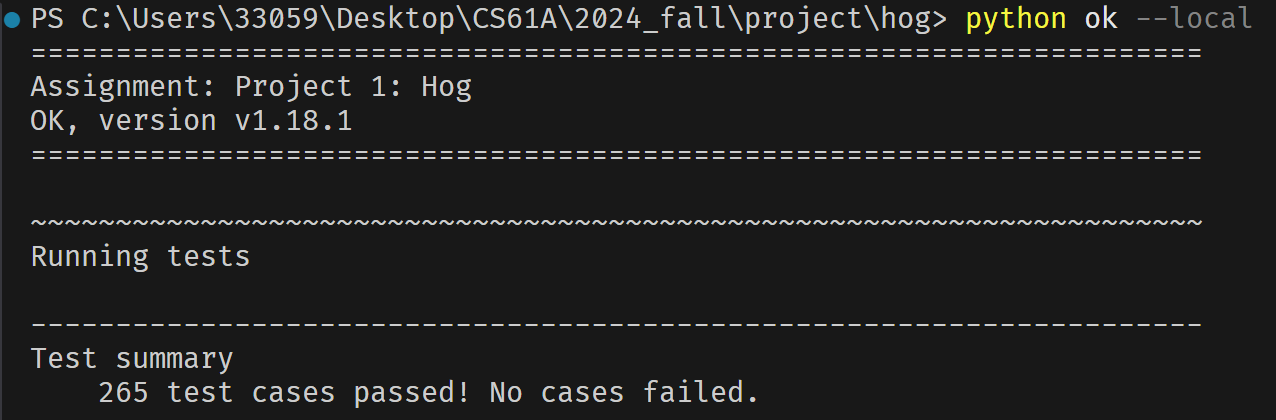 PS C:\Users\33059\Desktop\CS61A\2024_fall\project\hog> python ok --local
=====================================================================
Assignment: Project 1: Hog
OK, version v1.18.1
=====================================================================
~~~~~~~~~~~~~~~~~~~~~~~~~~~~~~~~~~~~~~~~~~~~~~~~~~~~~~~~~~~~~~~~~~~~~
Running tests
---------------------------------------------------------------------
Test summary
    265 test cases passed! No cases failed.